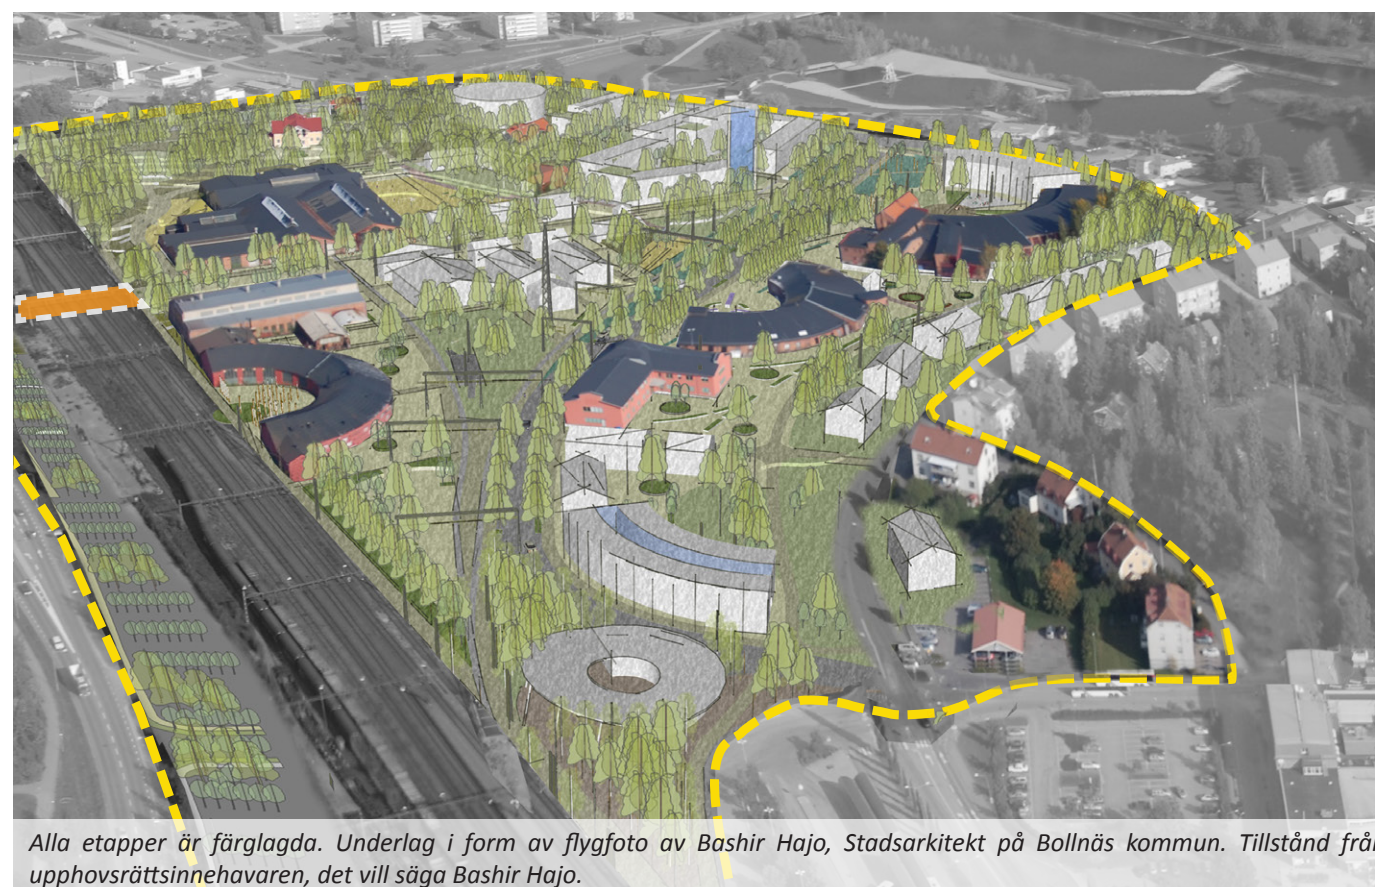 Alla etapper är färglagda. Underlag i form av flygfoto av Bashir Hajo, Stadsarkitekt på Bollnäs kommun. Tillstånd från
upphovsrättsinnehavaren, det vill säga Bashir Hajo.